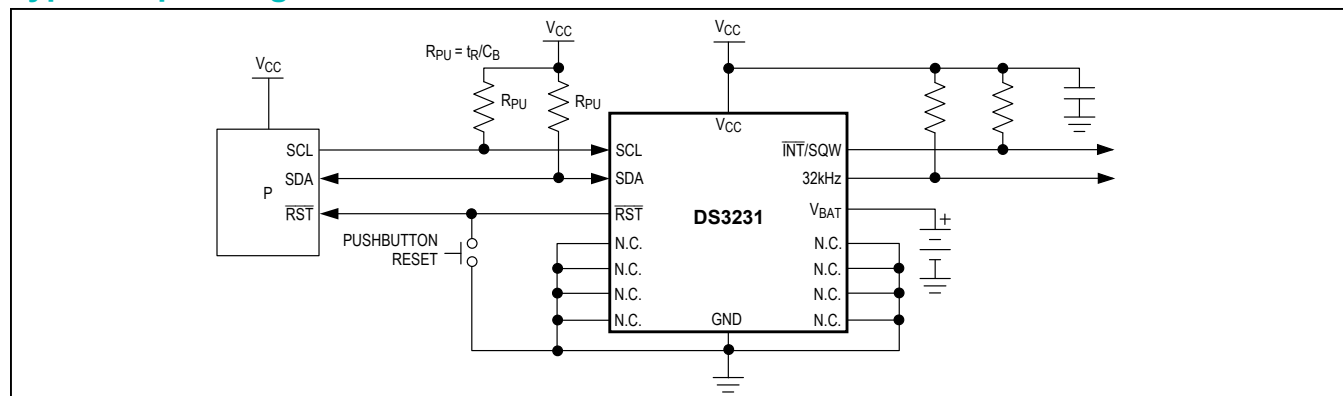 VCC
RPU = tR/CB
VCC
VCC
RPU
RPU
P
SCL
SDA
RST
PUSHBUTTON
RESET
VCC
SCL
SDA
RST
N.C.
N.C.
N.C.
N.C.
DS3231
GND
INT/SQW
32kHz
VBAT
N.C.
N.C.
N.C.
N.C.
+